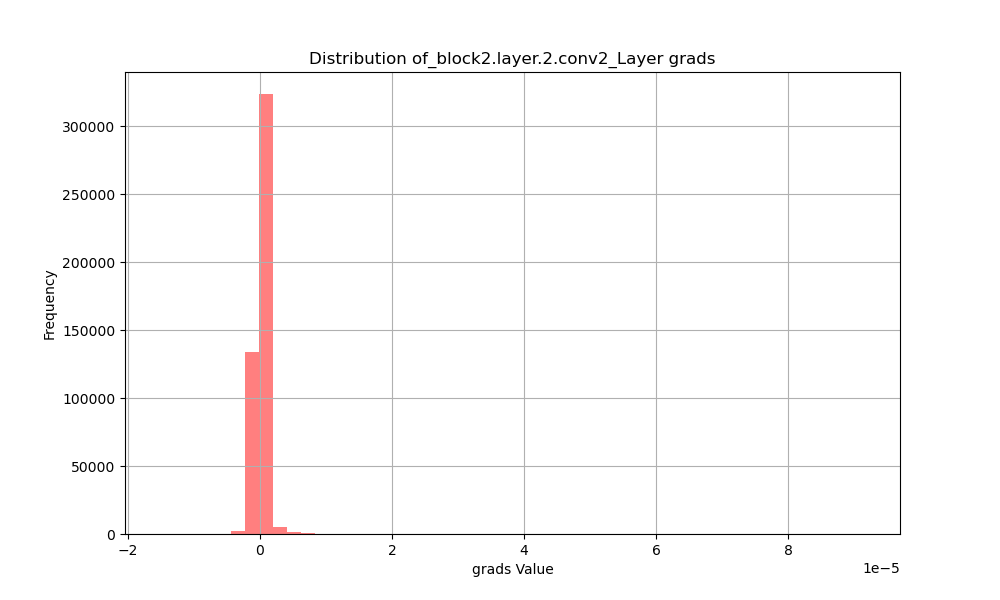 Distribution of_block2.layer.2.conv2_Layer grads
Frequency
300000
250000
200000
150000
100000
50000
0
−2 0 2 4 6 8
1e−5
grads Value